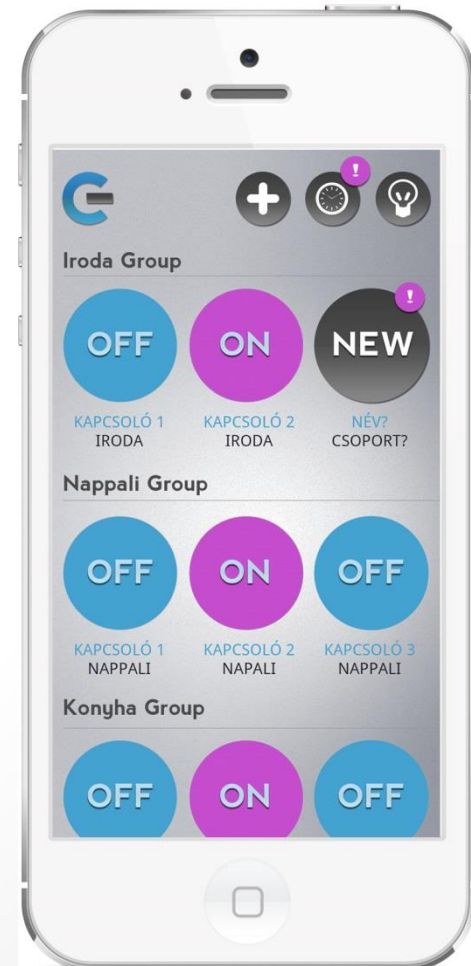 !
Iroda Group
OFF ON NEW !
KAPCSOLÓ 1 KAPCSOLÓ 2 NÉV?
IRODA IRODA CSOPORT?
Nappali Group
OFF ON OFF
KAPCSOLÓ 1 KAPCSOLÓ 2 KAPCSOLÓ 3
NAPPALI NAPALI NAPPALI
Konyha Group
OFF ON OFF